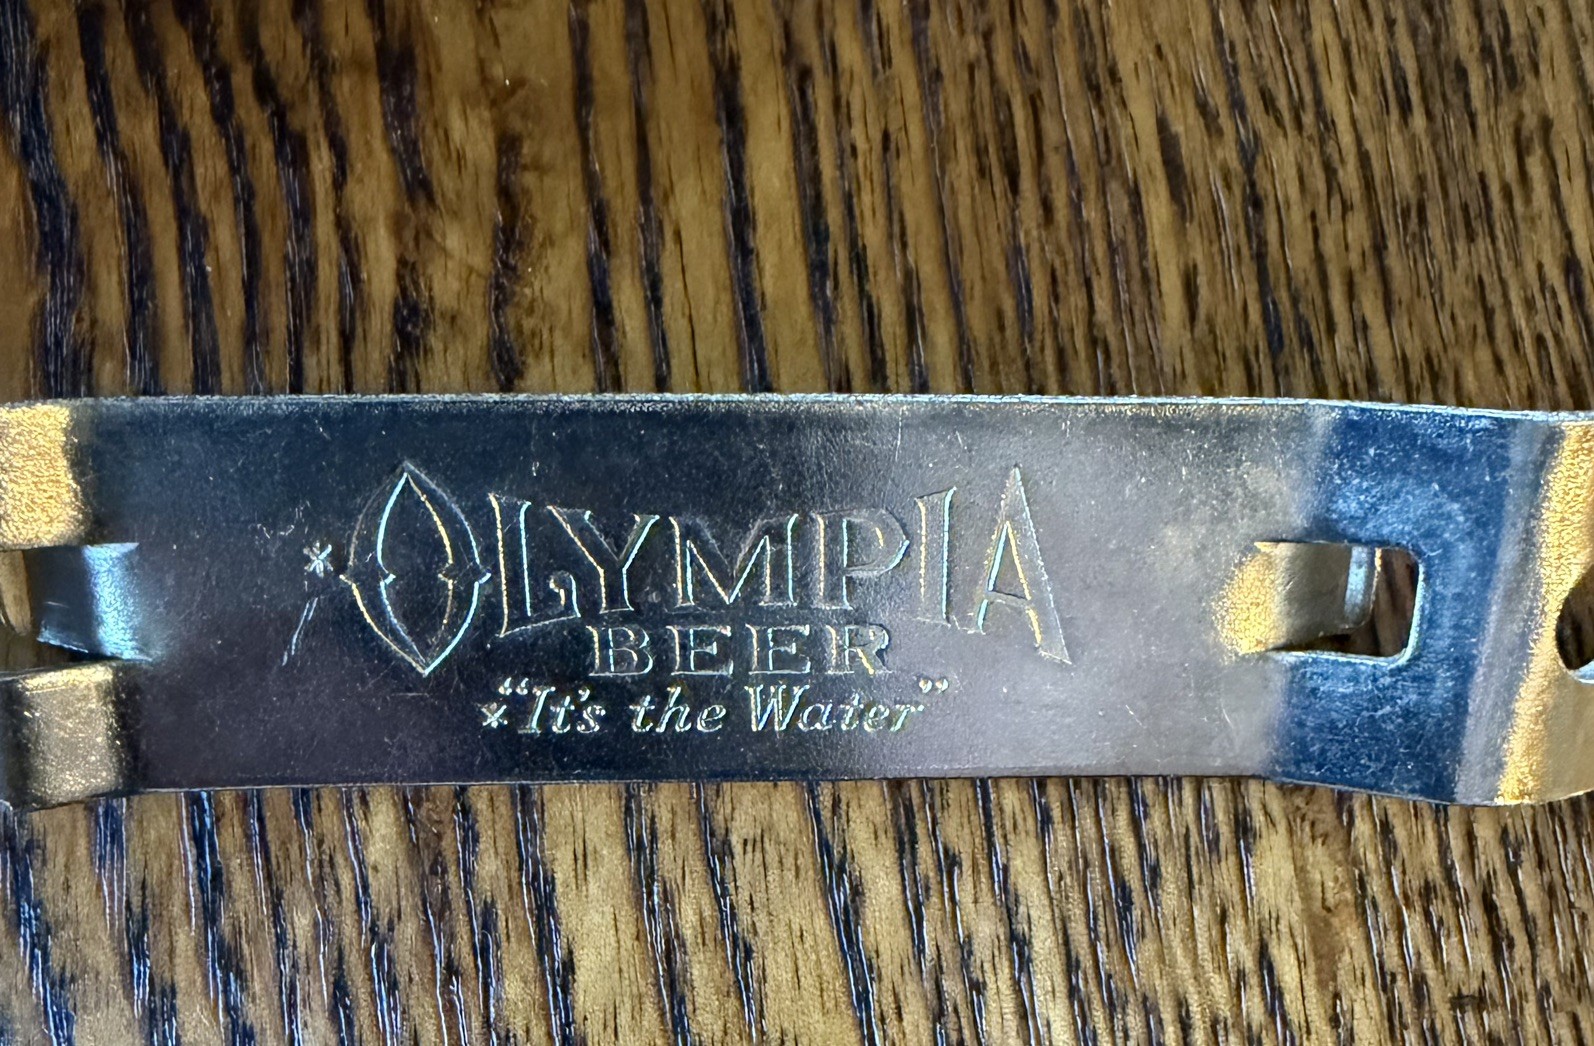 * OLYMPIA
BEER
* "It's the Water"